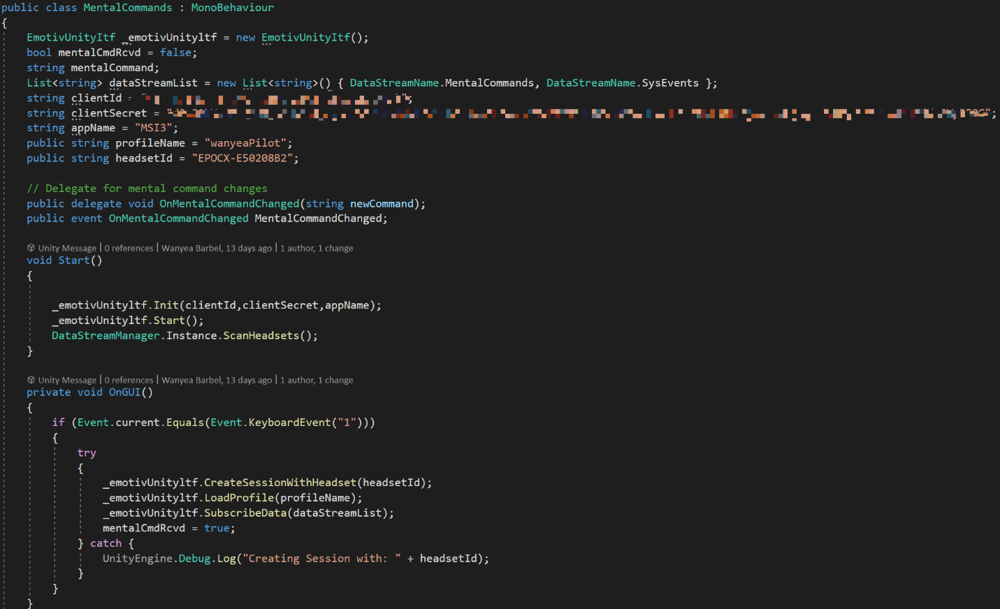 public class MentalCommands : MonoBehaviour
{
EmotivUnityItf _emotivUnityltf = new EmotivUnityItf();
bool mentalCmdRcvd = false;
string mentalCommand;
List<string> dataStreamList = new List<string>() { DataStreamName.MentalCommands, DataStreamName.SysEvents };
string clientId
string clientSecret =
string appName = "MSI3";
public string profileName = "wanyeaPilot";
public string headsetId = "EPOCX-E50208B2";
// Delegate for mental command changes
public delegate void OnMentalCommandChanged(string newCommand);
public event OnMentalCommandChanged MentalCommandChanged;
Unity Message | 0 references | Wanyea Barbel, 13 days ago | 1 author, 1 change
void Start()
{
_emotivUnityltf.Init(clientId,clientSecret,appName);
_emotivUnityltf.Start();
DataStreamManager.Instance.ScanHeadsets();
}
Unity Message | 0 references | Wanyea Barbel, 13 days ago | 1 author, 1 change
private void OnGUI()
{
if (Event.current.Equals(Event.KeyboardEvent("1")))
{
try
{
_emotivUnityltf.CreateSessionWithHeadset(headsetId);
_emotivUnityltf.LoadProfile(profileName);
_emotivUnityltf.SubscribeData(dataStreamList);
mentalCmdRcvd = true;
} catch {
UnityEngine.Debug.Log("Creating Session with: " + headsetId);
}
}
}